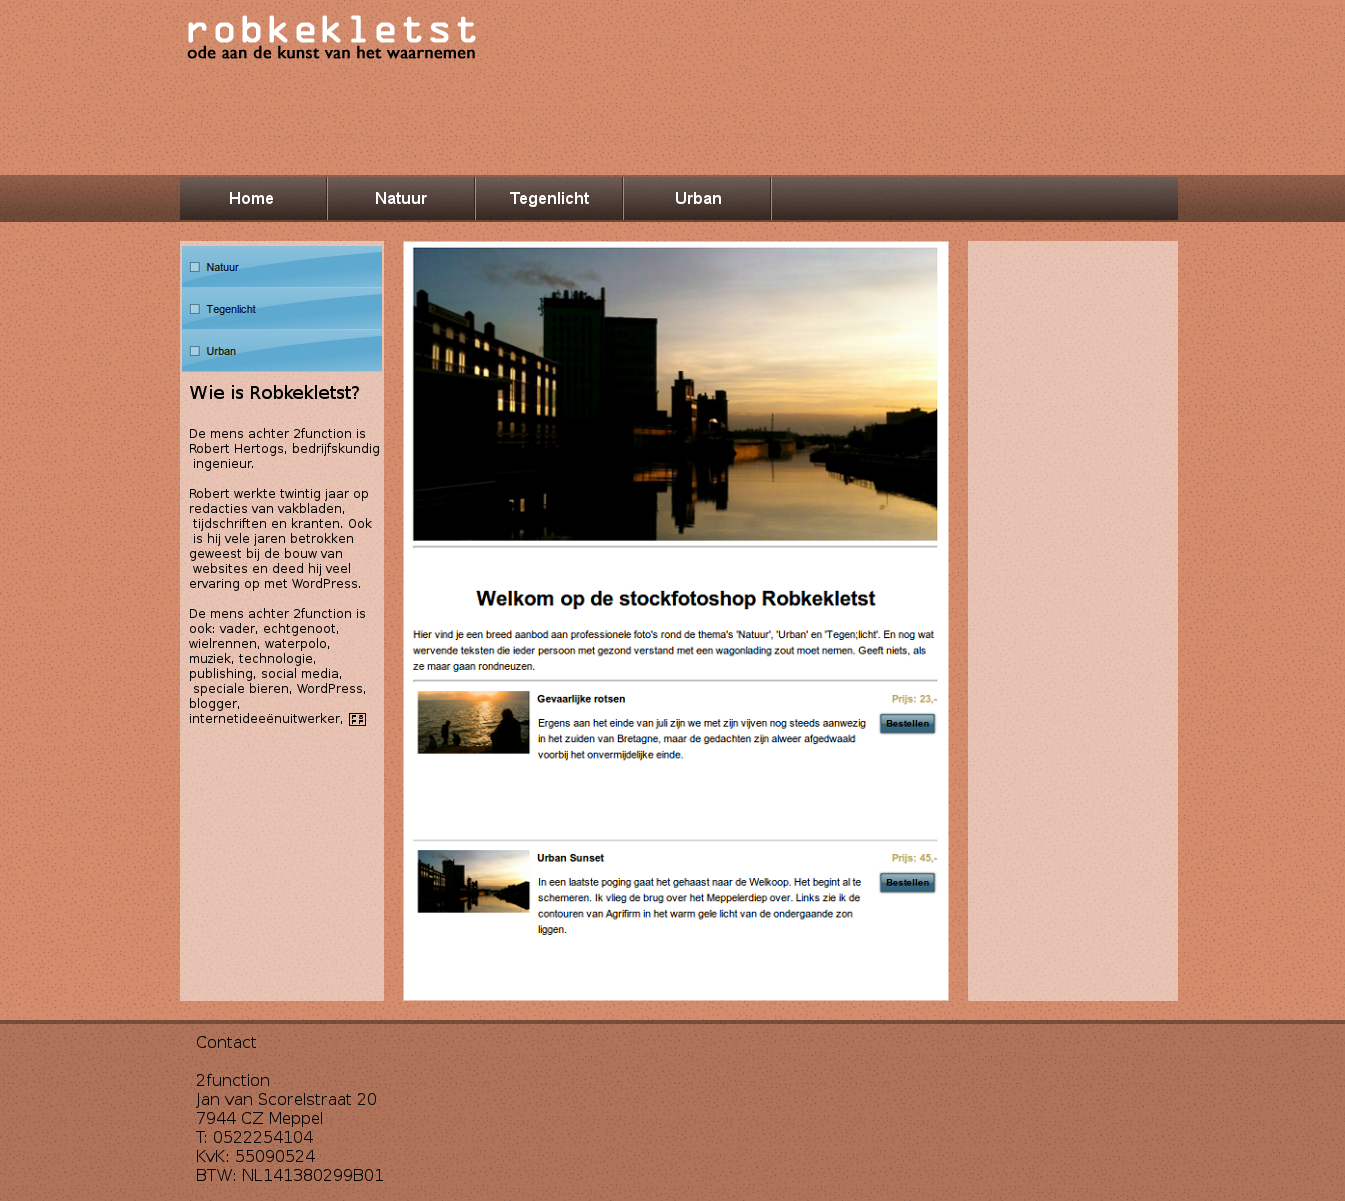 robkekletst
ode aan de kunst van het waarnemen
Home
Natuur
Tegenlicht
Urban
Natuur
Tegenlicht
Urban
Wie is Robkekletst?
De mens achter 2function is
Robert Hertogs, bedrijfskundig
ingenieur.
Robert werkte twintig jaar op
redacties van vakbladen,
tijdschriften en kranten. Ook
is hij vele jaren betrokken
geweest bij de bouw van
websites en deed hij veel
ervaring op met WordPress.
De mens achter 2function is
ook: vader, echtgenoot,
wielrennen, waterpolo,
muziek, technologie,
publishing, social media,
speciale bieren, WordPress,
blogger,
internetideeënuitwerker,
Welkom op de stockfotoshop Robkekletst
Hier vind je een breed aanbod aan professionele foto's rond de thema's 'Natuur', 'Urban' en 'Tegen;licht'. En nog wat
wervende teksten die ieder persoon met gezond verstand met een wagonlading zout moet nemen. Geeft niets, als
ze maar gaan rondneuzen.
Gevaarlijke rotsen
Prijs: 23,-
Bestellen
Ergens aan het einde van juli zijn we met zijn vijven nog steeds aanwezig
in het zuiden van Bretagne, maar de gedachten zijn alweer afgedwaald
voorbij het onvermijdelijke einde.
Urban Sunset
Prijs: 45,-
Bestellen
In een laatste poging gaat het gehaast naar de Welkoop. Het begint al te
schemeren. Ik vlieg de brug over het Meppelerdiep over. Links zie ik de
contouren van Agrifirm in het warm gele licht van de ondergaande zon
liggen.
Contact
2function
Jan van Scorelstraat 20
7944 CZ Meppel
T: 0522254104
KvK: 55090524
BTW: NL141380299B01